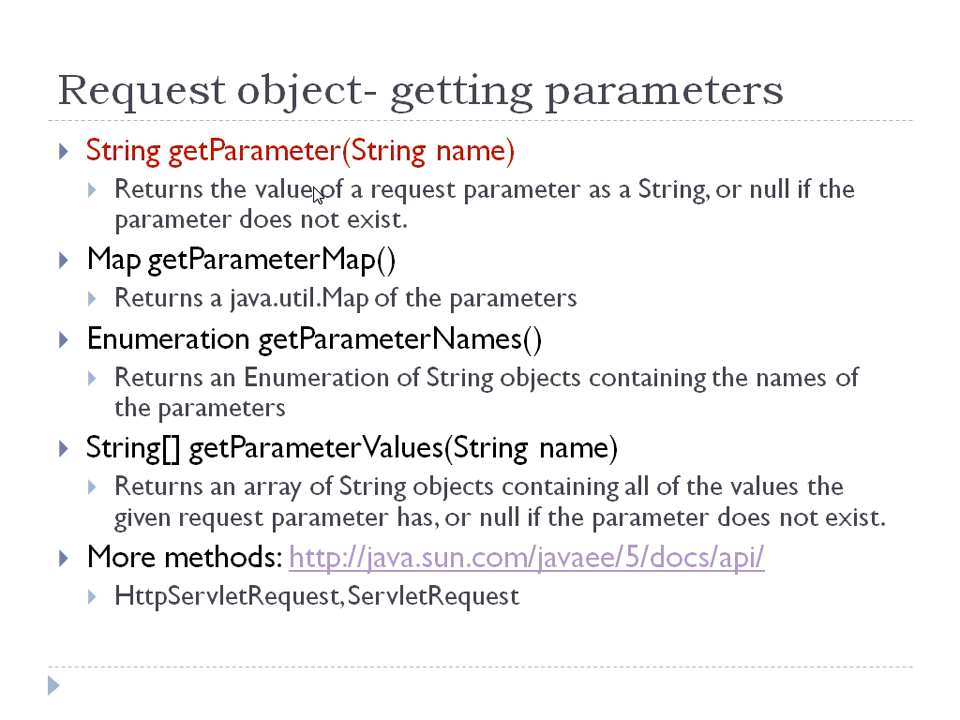 Request object- getting parameters
String getParameter(String name)
Returns the value of a request parameter as a String, or null if the
parameter does not exist.
Map getParameterMap()
Returns a java.util.Map of the parameters
Enumeration getParameterNames()
Returns an Enumeration of String objects containing the names of
the parameters
String[] getParameterValues(String name)
Returns an array of String objects containing all of the values the
given request parameter has, or null if the parameter does not exist.
More methods: http://java.sun.com/javaee/5/docs/api/
HttpServletRequest, ServletRequest